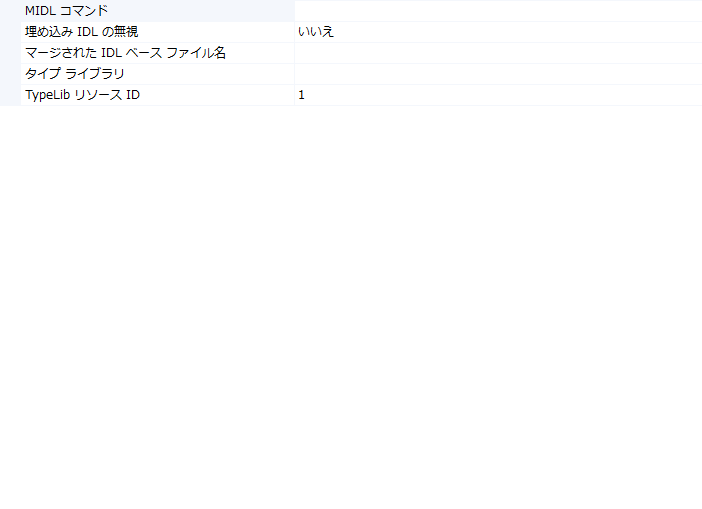 MIDL コマンド
埋め込み IDL の無視 いいえ
マージされた IDL ベース ファイル名
タイプ ライブラリ
TypeLib リソース ID 1